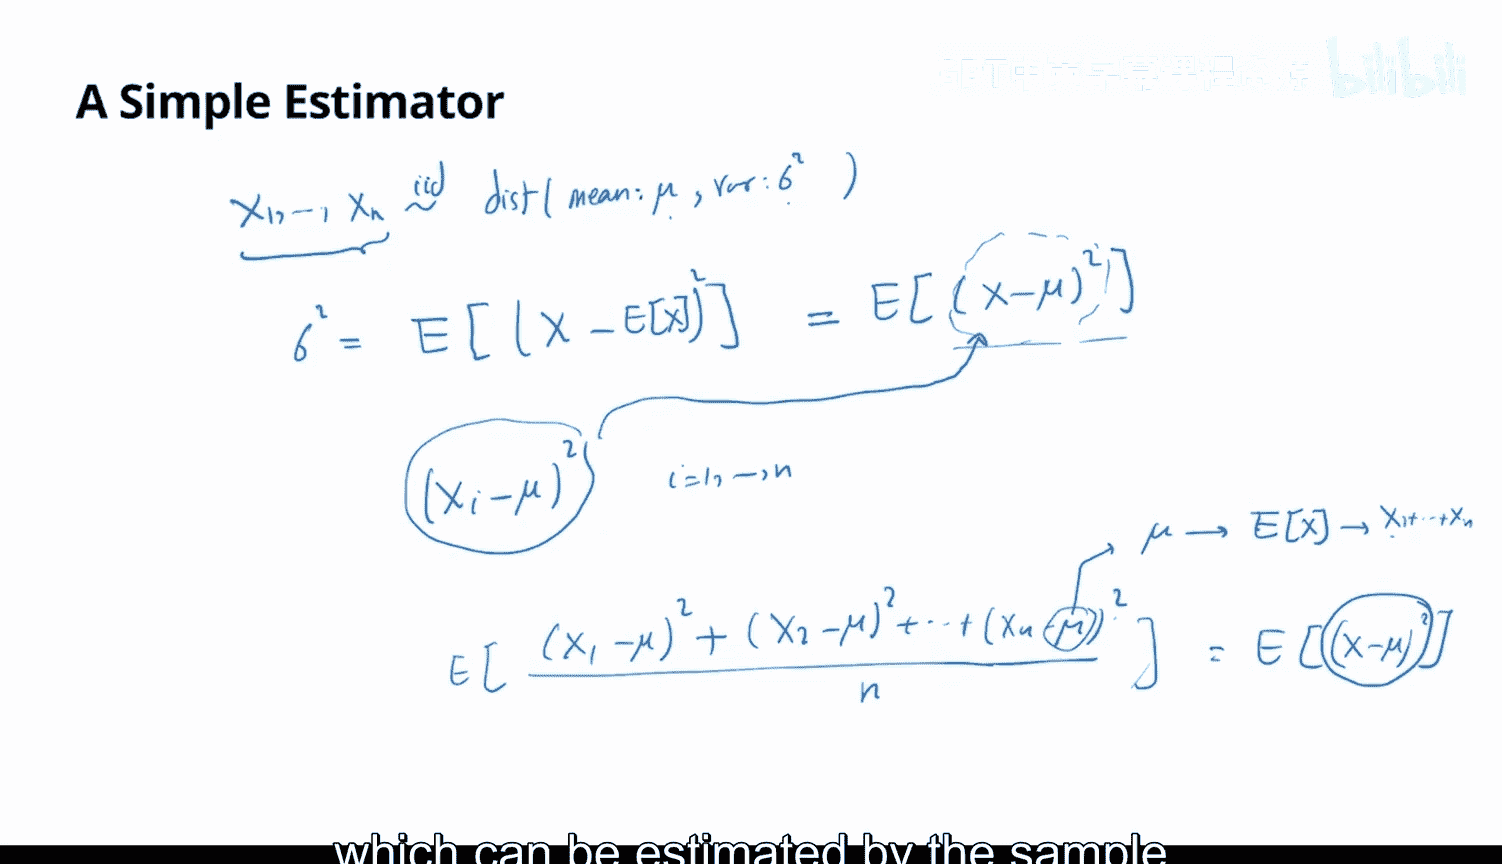 bilibili
A Simple Estimator
X₁, –, Xₙ iid ~ dist( mean: μ , var: σ² )
σ² = E[ (X – E[X])² ] = E[ (X–μ)² ]
(Xᵢ – μ)² i=1, –, n
μ → E[X] → X₁+···+Xₙ
E[ (X₁ – μ)² + (X₂ – μ)² + ··· + (Xₙ – μ)² / n ] = E[(X–μ)²]
which can be estimated by the sample